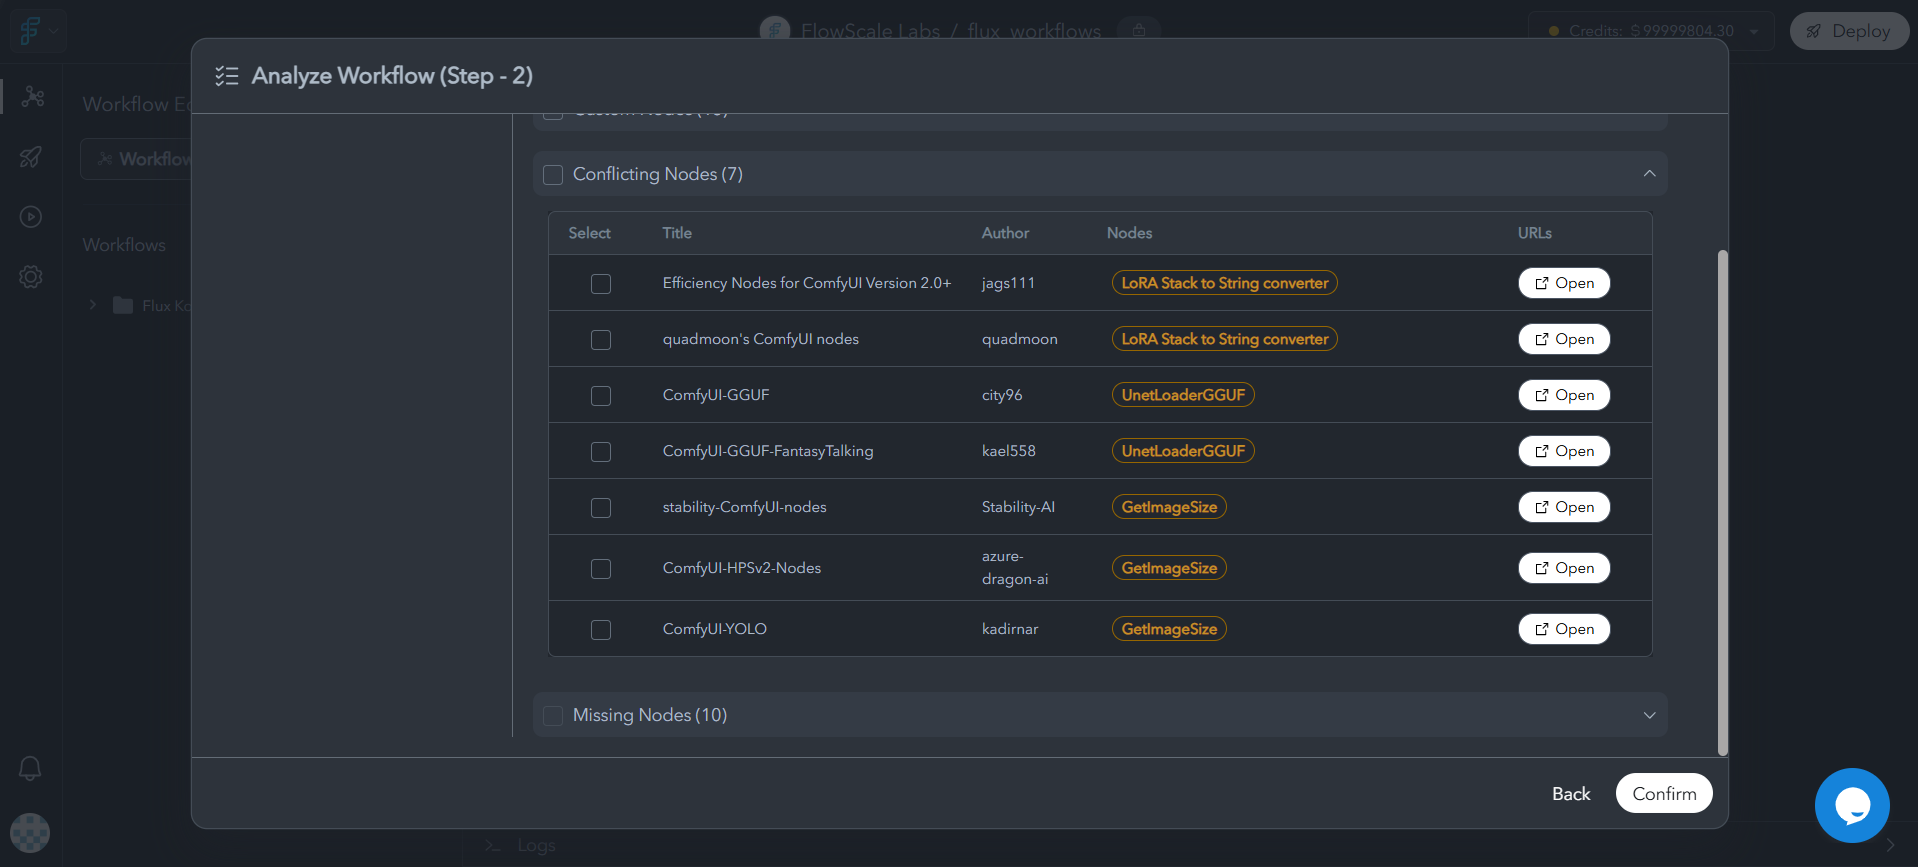 FlowScale Labs / flux_workflows
Credits: $ 99999804.30
Deploy
Analyze Workflow (Step - 2)
Workflow Ed
Workflow
Workflows
Flux Ko
Custom Nodes
Conflicting Nodes (7)
Select Title Author Nodes URLs
Efficiency Nodes for ComfyUI Version 2.0+ jags111 LoRA Stack to String converter Open
quadmoon's ComfyUI nodes quadmoon LoRA Stack to String converter Open
ComfyUI-GGUF city96 UnetLoaderGGUF Open
ComfyUI-GGUF-FantasyTalking kael558 UnetLoaderGGUF Open
stability-ComfyUI-nodes Stability-AI GetImageSize Open
azure-
ComfyUI-HPSv2-Nodes GetImageSize Open
dragon-ai
ComfyUI-YOLO kadirnar GetImageSize Open
Missing Nodes (10)
Back Confirm
Logs